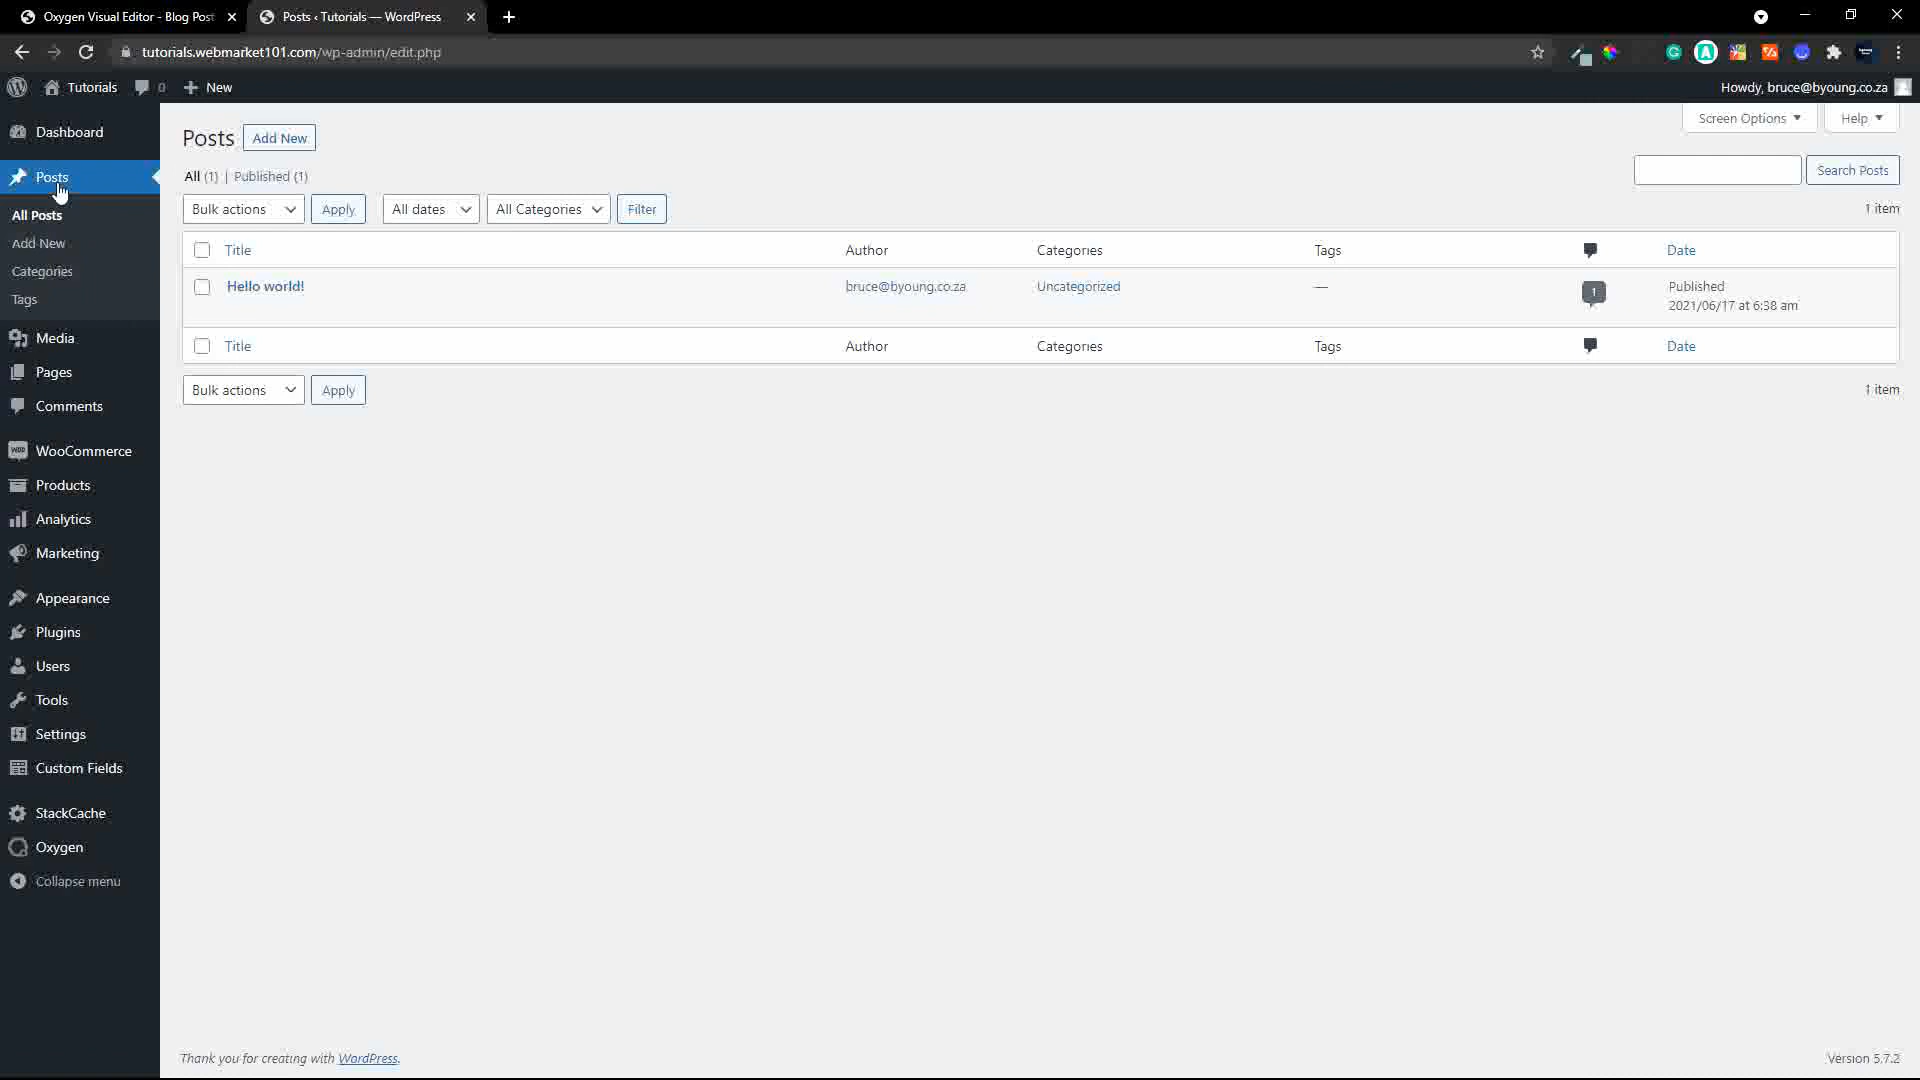 Oxygen Visual Editor - Blog Post
Posts ‹ Tutorials — WordPress
tutorials.webmarket101.com/wp-admin/edit.php
Tutorials 0 New
Howdy, bruce@byoung.co.za
Dashboard
Posts
All Posts
Add New
Categories
Tags
Media
Pages
Comments
WooCommerce
Products
Analytics
Marketing
Appearance
Plugins
Users
Tools
Settings
Custom Fields
StackCache
Oxygen
Collapse menu
Screen Options Help
Posts Add New
All (1) | Published (1)
Search Posts
Bulk actions Apply All dates All Categories Filter
1 item
Title Author Categories Tags Date
Hello world! bruce@byoung.co.za Uncategorized — 1 Published
2021/06/17 at 6:38 am
Title Author Categories Tags Date
Bulk actions Apply
1 item
Thank you for creating with WordPress.
Version 5.7.2